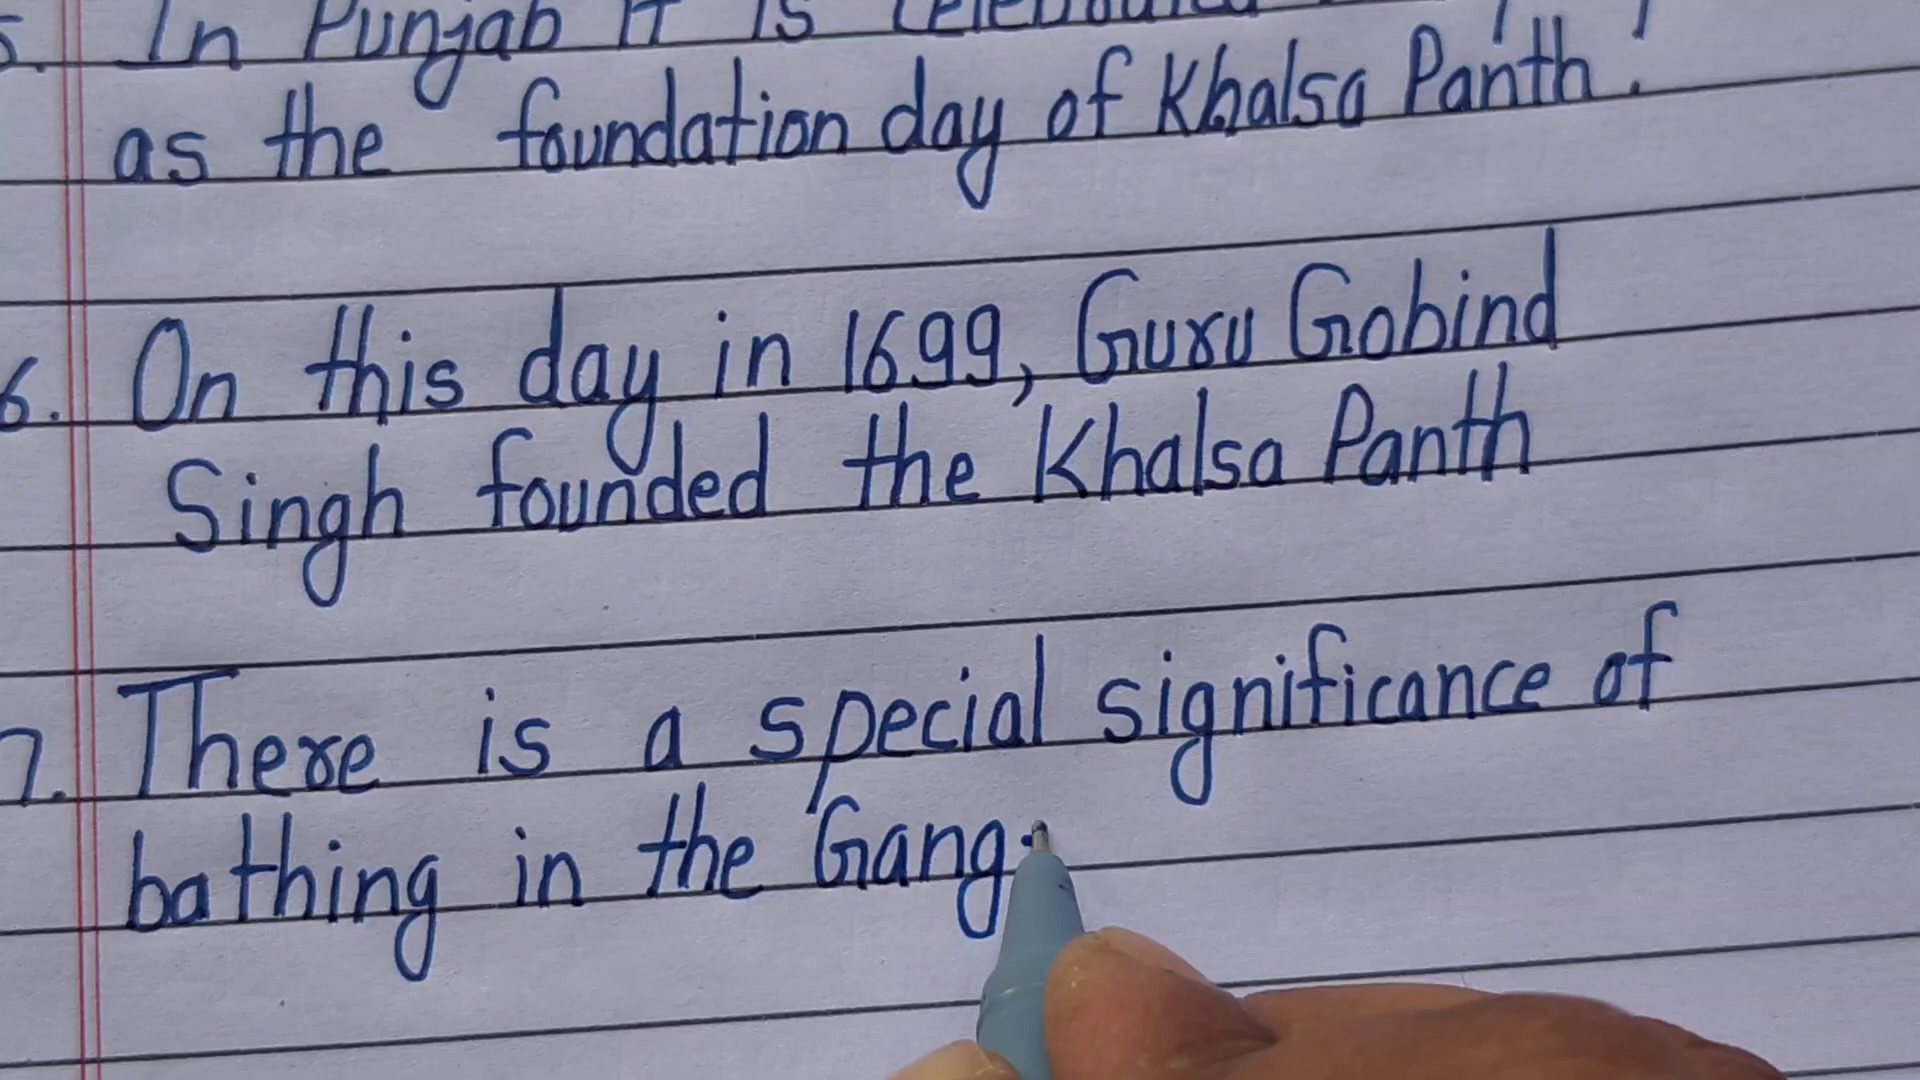 5. In Punjab it is celebrated
as the foundation day of Khalsa Panth!
6. On this day in 1699, Guru Gobind
Singh founded the Khalsa Panth
7. There is a special significance of
bathing in the Gang